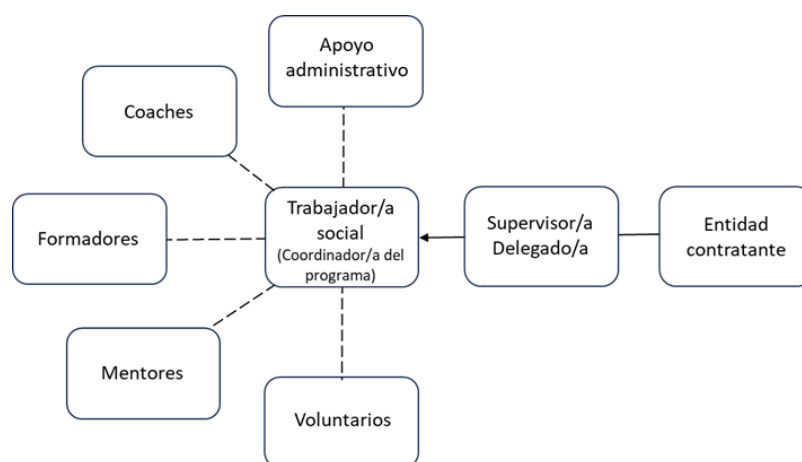 Apoyo
administrativo
Coaches
Formadores
Trabajador/a
social
(Coordinador/a del
programa)
Supervisor/a
Delegado/a
Entidad
contratante
Mentores
Voluntarios